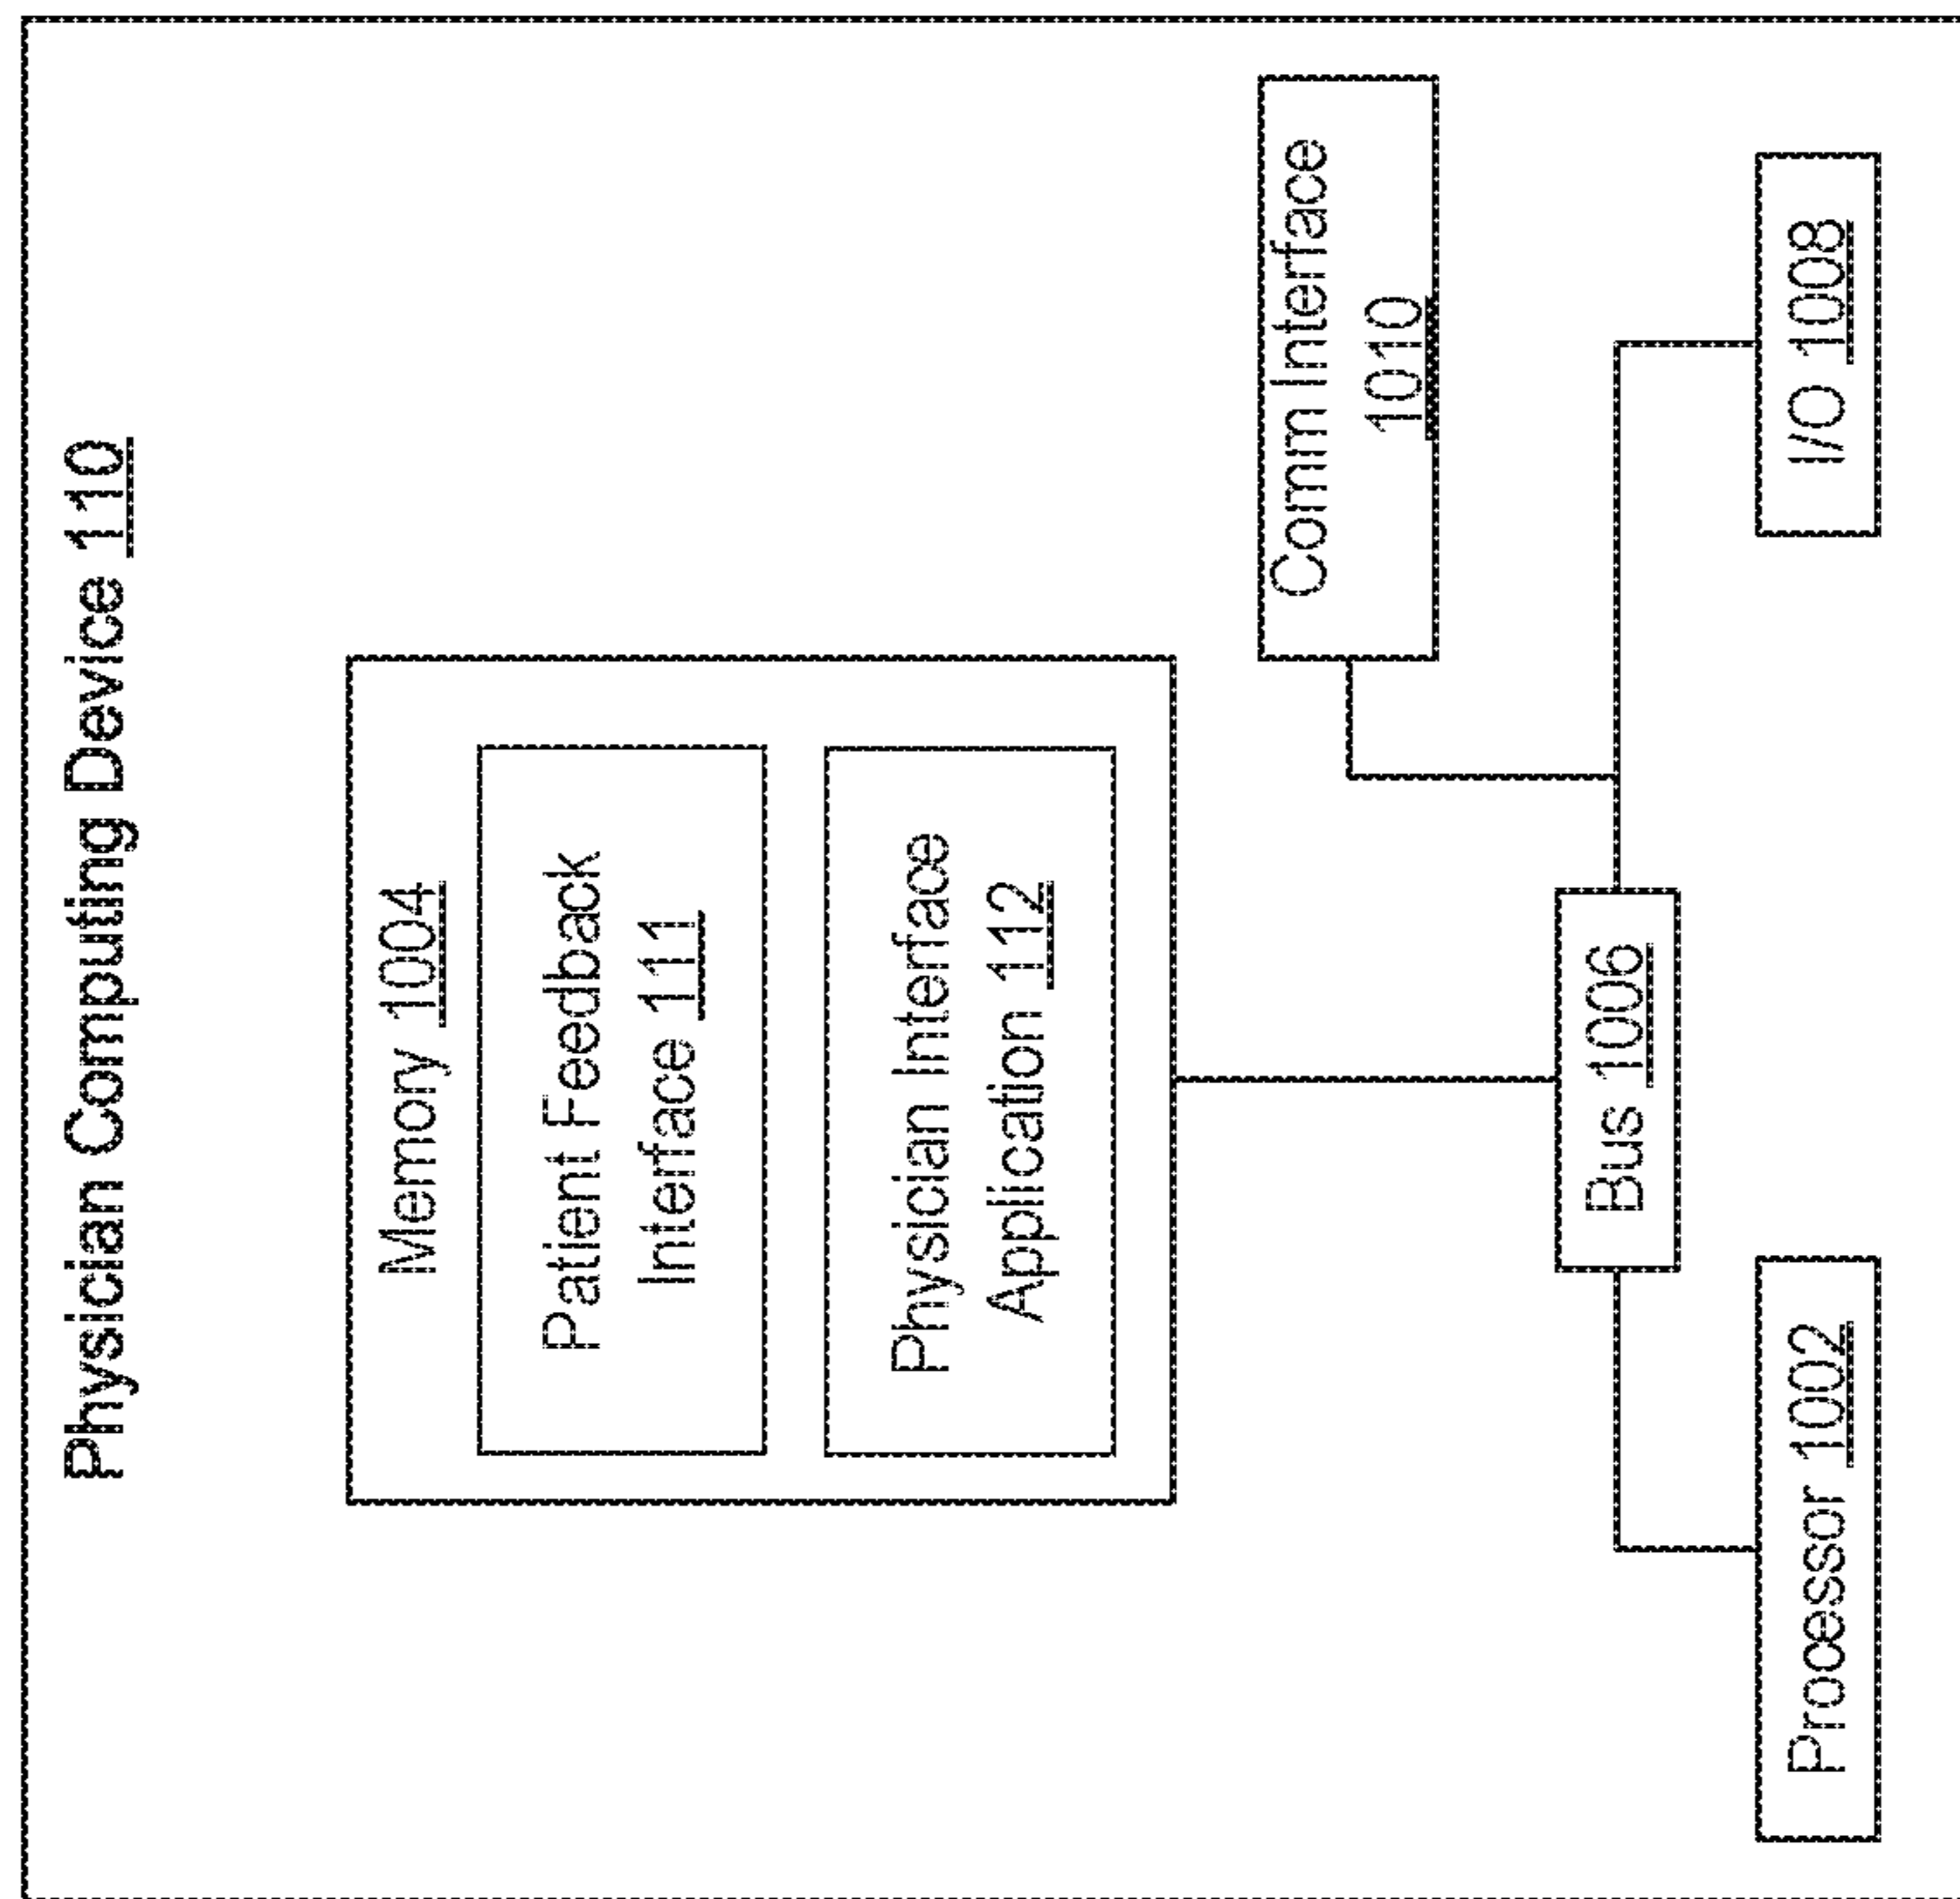 Physician Computing Device 110
Memory 1004
Patient Feedback
Interface 111
Physician Interface
Application 112
Comm Interface
1010
Bus 1006
Processor 1002
I/O 1008